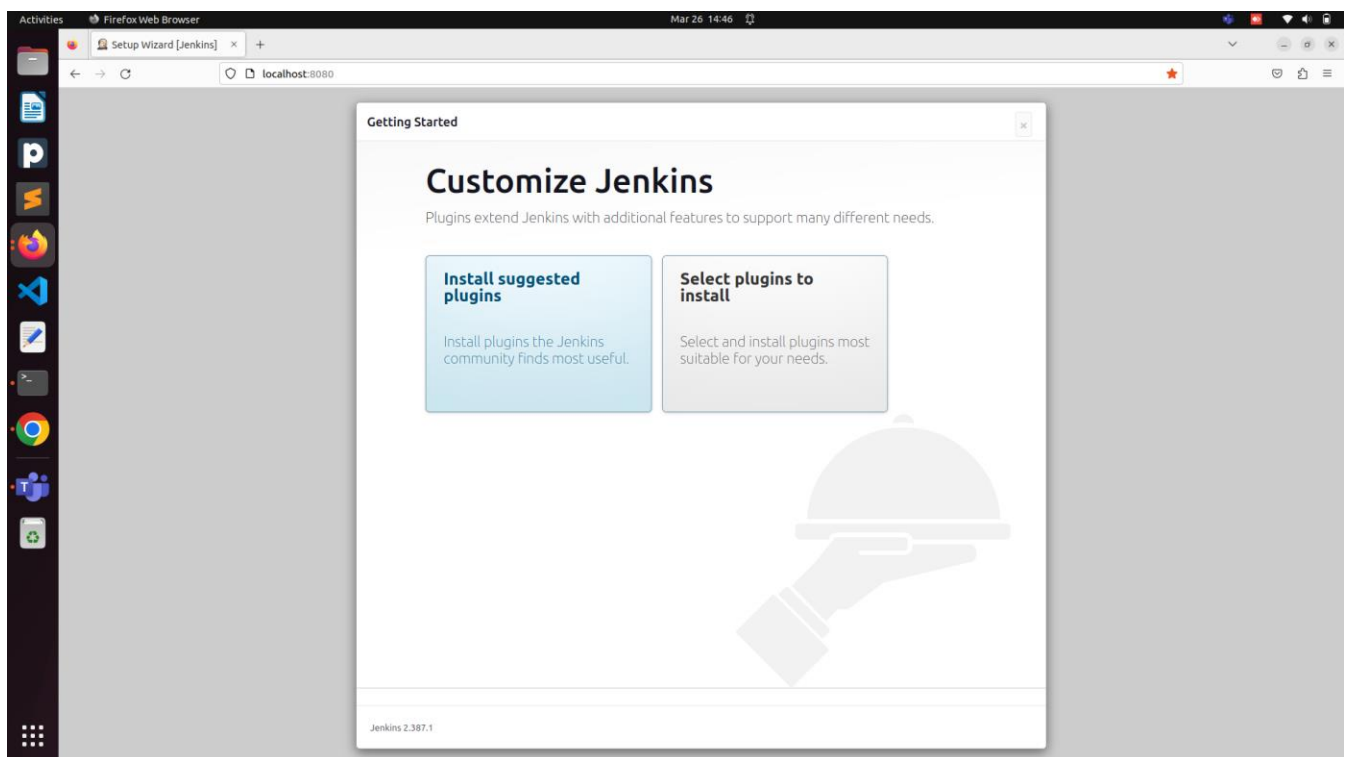 Activities Firefox Web Browser Mar 26 14:46
Setup Wizard [Jenkins]
localhost:8080
Getting Started
Customize Jenkins
Plugins extend Jenkins with additional features to support many different needs.
Install suggested
plugins
Install plugins the Jenkins
community finds most useful.
Select plugins to
install
Select and install plugins most
suitable for your needs.
Jenkins 2.387.1